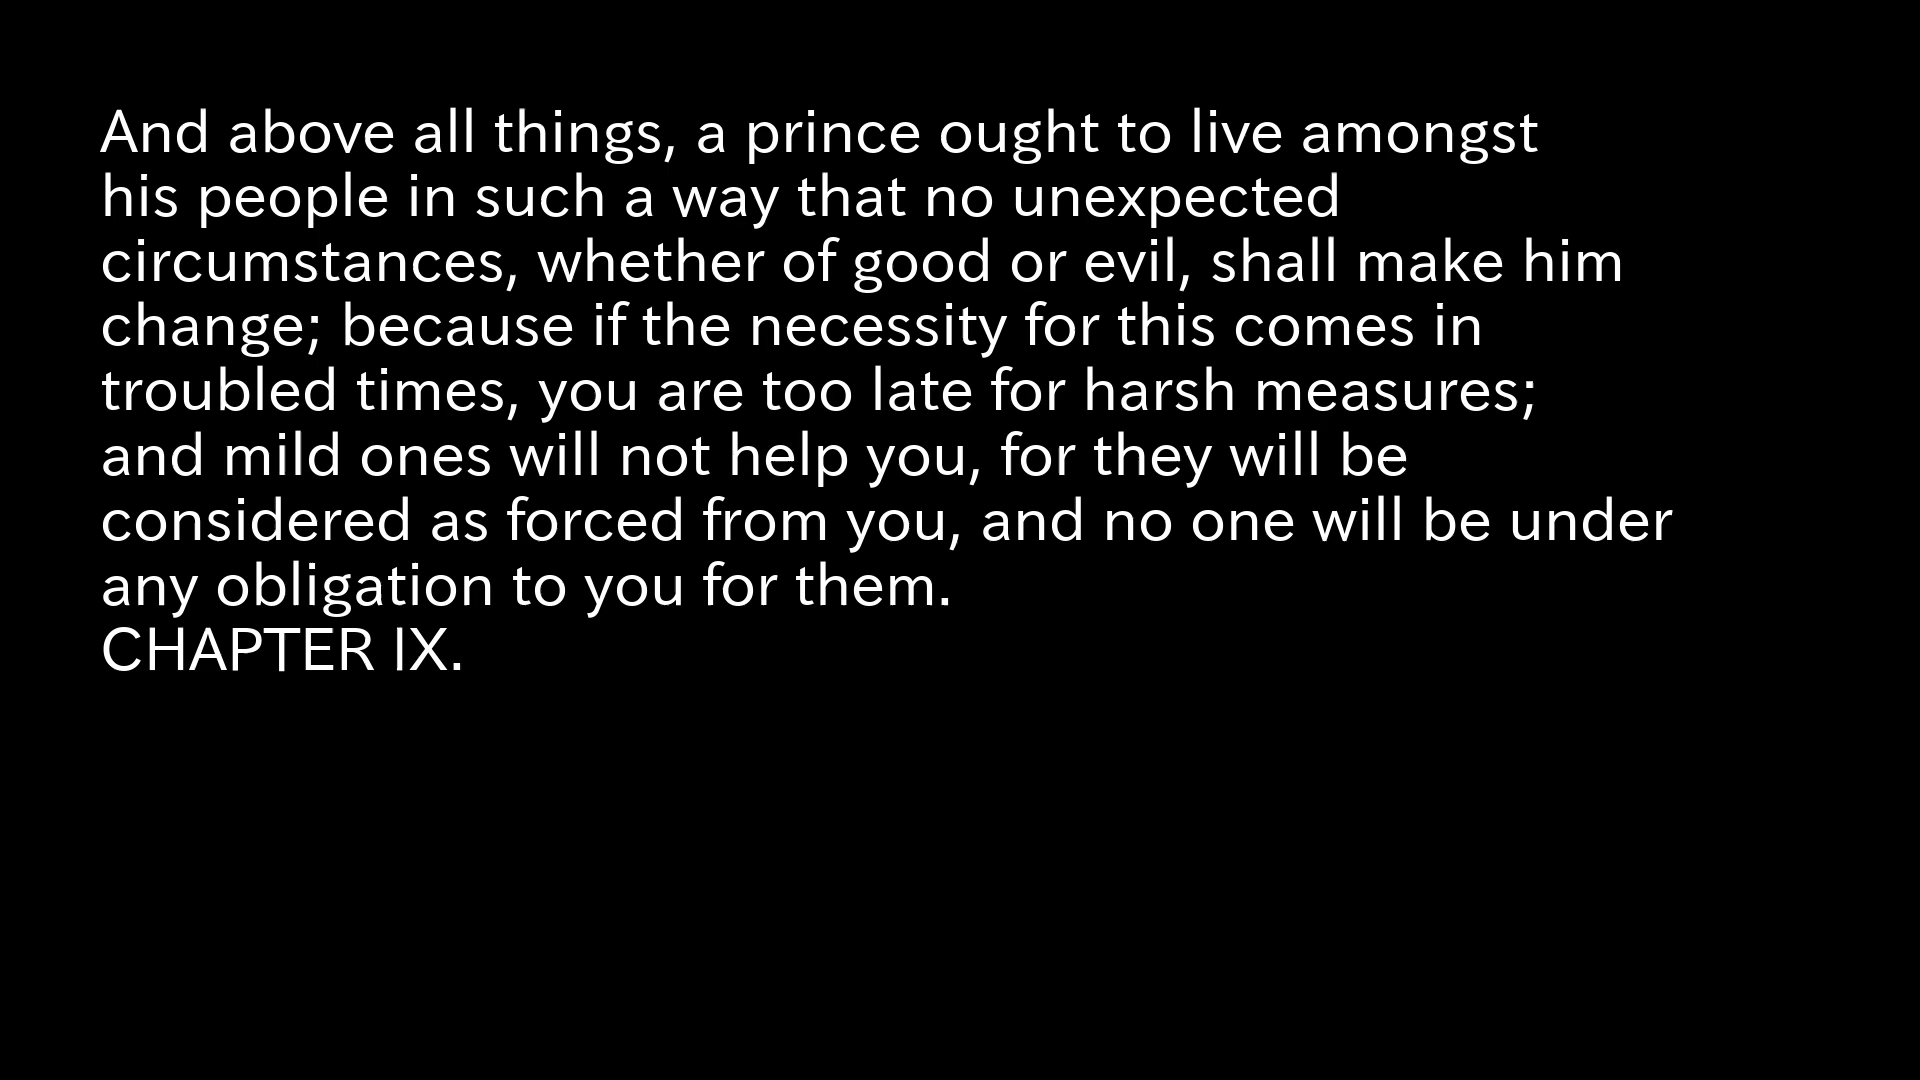 And above all things, a prince ought to live amongst
his people in such a way that no unexpected
circumstances, whether of good or evil, shall make him
change; because if the necessity for this comes in
troubled times, you are too late for harsh measures;
and mild ones will not help you, for they will be
considered as forced from you, and no one will be under
any obligation to you for them.
CHAPTER IX.